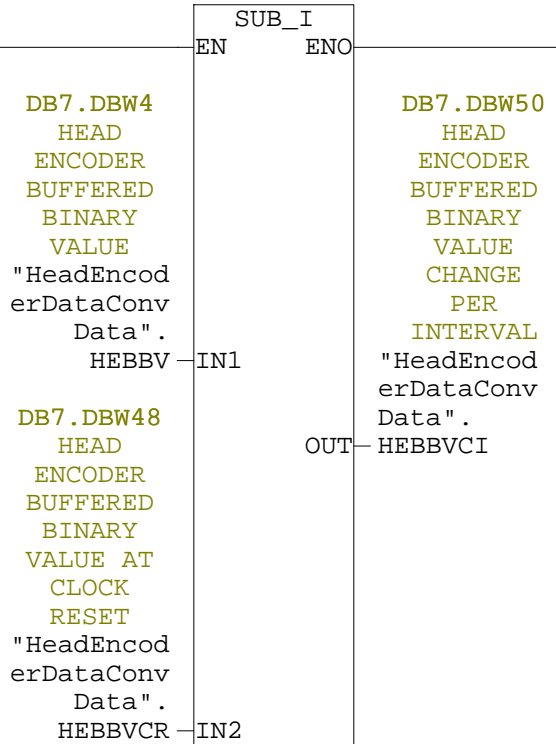 SUB_I
EN ENO
DB7.DBW4
HEAD
ENCODER
BUFFERED
BINARY
VALUE
"HeadEncod
erDataConv
Data".
HEBBV IN1
DB7.DBW48
HEAD
ENCODER
BUFFERED
BINARY
VALUE AT
CLOCK
RESET
"HeadEncod
erDataConv
Data".
HEBBVCR IN2
DB7.DBW50
HEAD
ENCODER
BUFFERED
BINARY
VALUE
CHANGE
PER
INTERVAL
"HeadEncod
erDataConv
Data".
OUT HEBBVCI